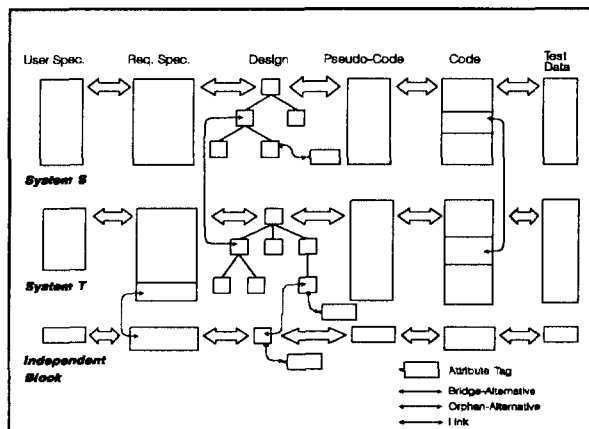 User Spec.
Req. Spec.
Design
Pseudo-Code
Code
Test
Data
System S
System T
Independent
Block
Attribute Tag
Bridge-Alternative
Orphan-Alternative
Link